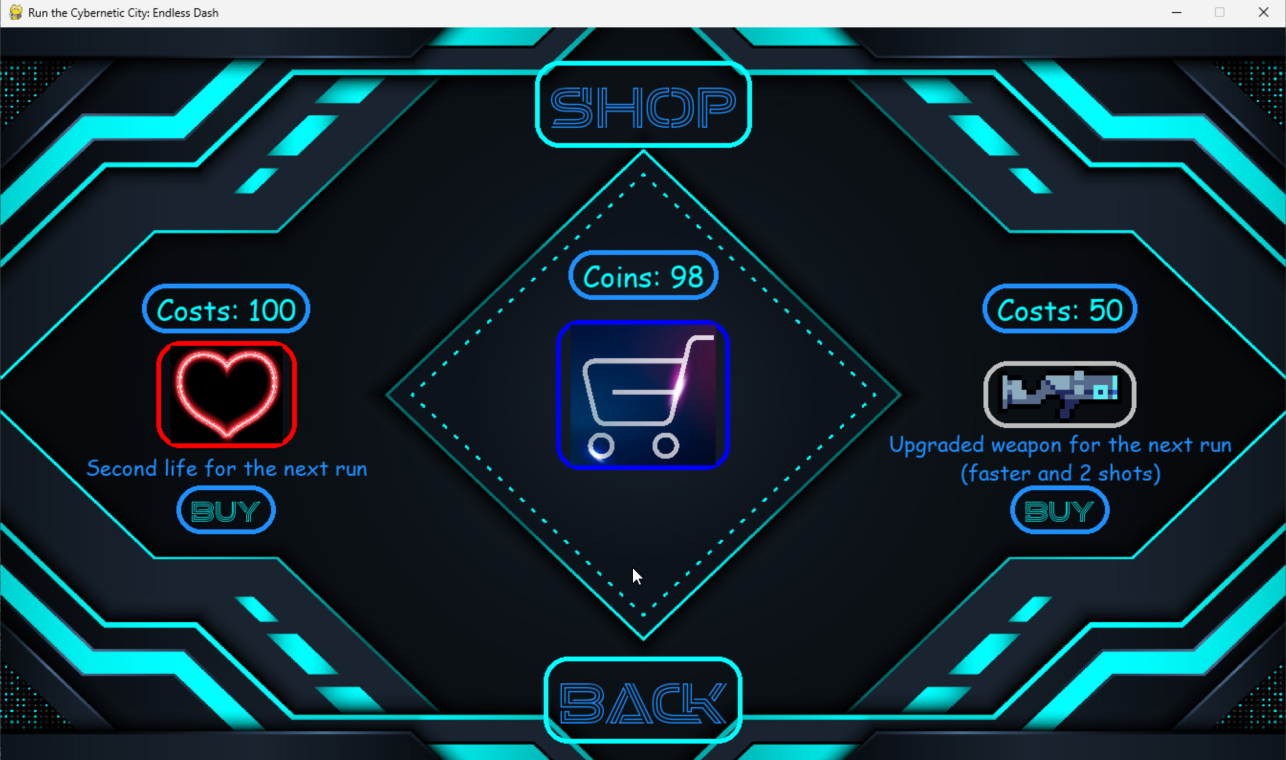 Run the Cybernetic City: Endless Dash
SHOP
Coins: 98
Costs: 100
Second life for the next run
BUY
Costs: 50
Upgraded weapon for the next run
(faster and 2 shots)
BUY
BACK